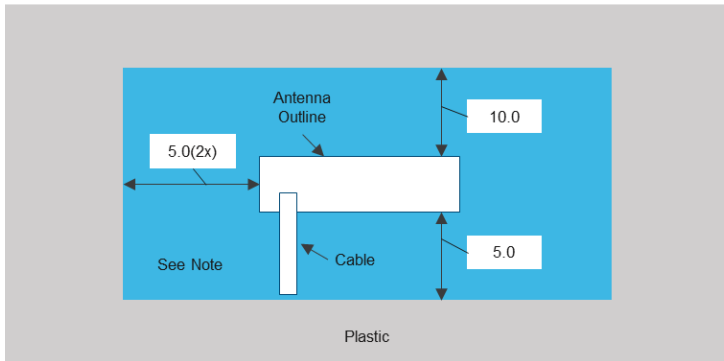 Antenna
Outline
10.0
5.0(2x)
5.0
See Note
Cable
Plastic